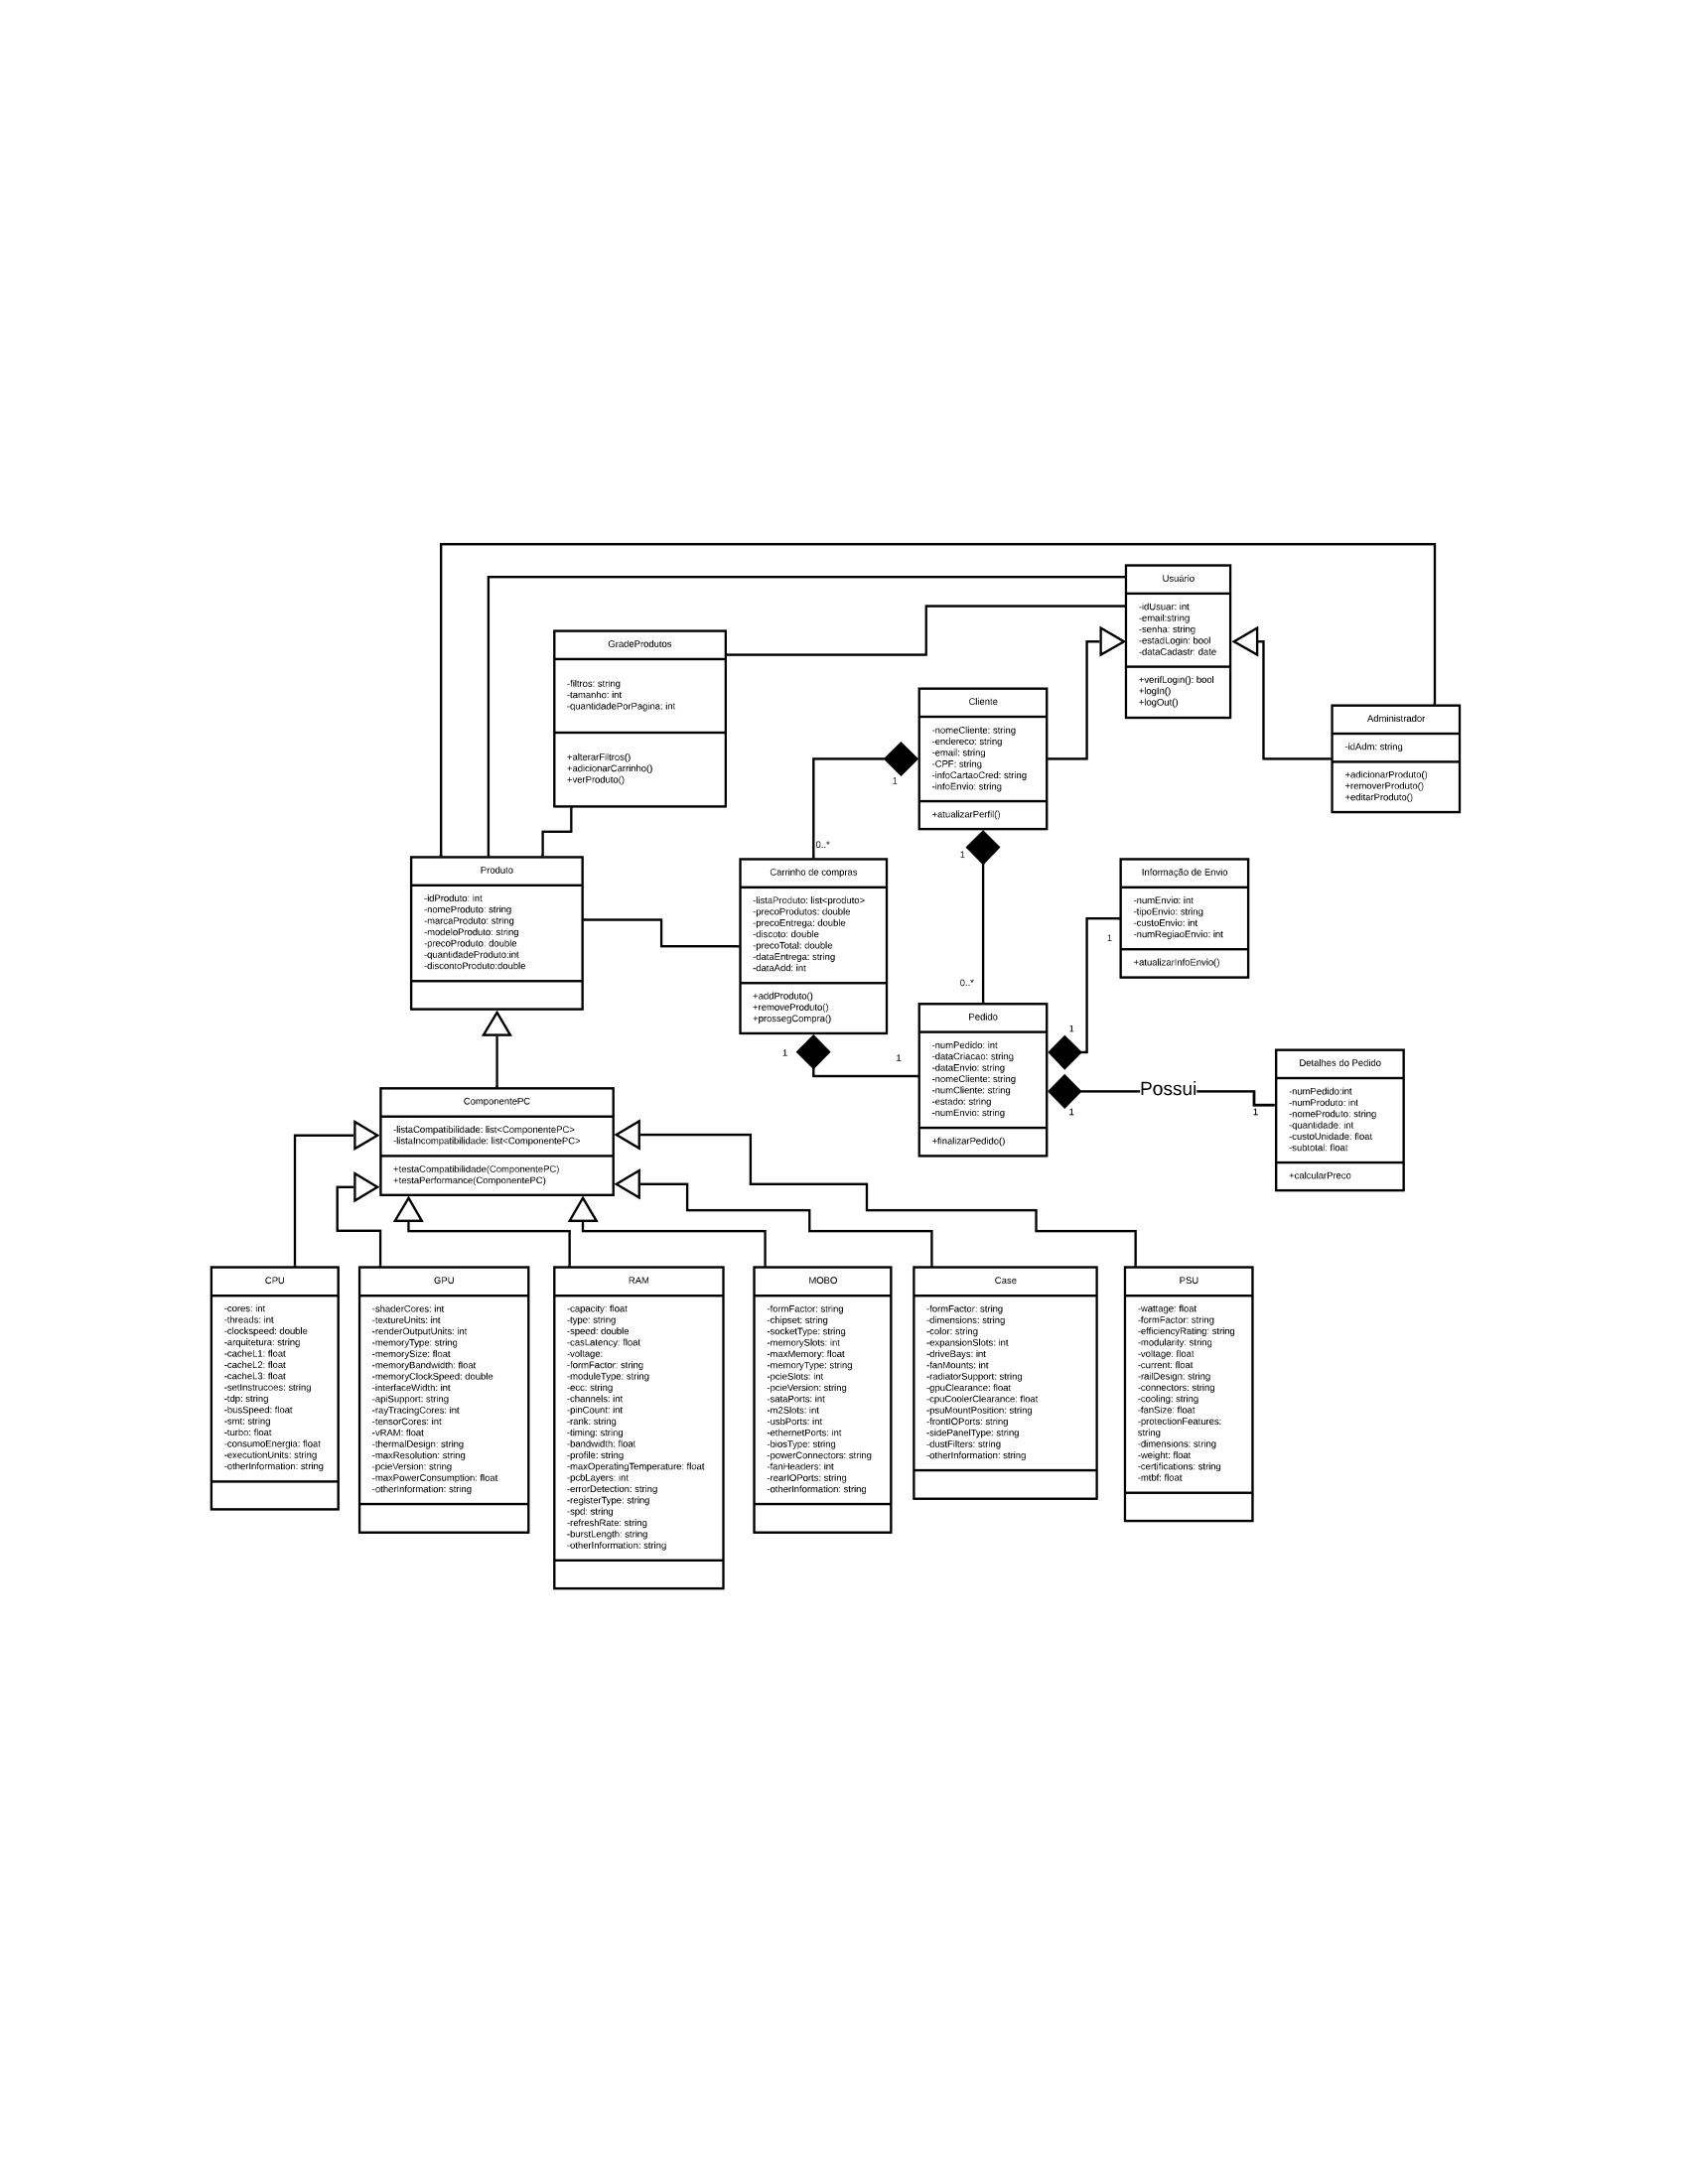 Usuário
-idUsuar: int
-email:string
-senha: string
-estadLogin: bool
-dataCadastr: date
+verifLogin(): bool
+logIn()
+logOut()
GradeProdutos
-filtros: string
-tamanho: int
-quantidadePorPagina: int
+alterarFiltros()
+adicionarCarrinho()
+verProduto()
Cliente
-nomeCliente: string
-endereco: string
-email: string
-CPF: string
-infoCartaoCred: string
-infoEnvio: string
+atualizarPerfil()
Administrador
-idAdm: string
+adicionarProduto()
+removerProduto()
+editarProduto()
1
0..*
1
0..*
Produto
-idProduto: int
-nomeProduto: string
-marcaProduto: string
-modeloProduto: string
-precoProduto: double
-quantidadeProduto:int
-discontoProduto:double
Carrinho de compras
-listaProduto: list<produto>
-precoProdutos: double
-precoEntrega: double
-discoto: double
-precoTotal: double
-dataEntrega: string
-dataAdd: int
+addProduto()
+removeProduto()
+prossegCompra()
Informação de Envio
-numEnvio: int
-tipoEnvio: string
-custoEnvio: int
-numRegiaoEnvio: int
+atualizarInfoEnvio()
1
1
1
1
Pedido
-numPedido: int
-dataCriacao: string
-dataEnvio: string
-nomeCliente: string
-numCliente: string
-estado: string
-numEnvio: string
+finalizarPedido()
Possui
1
1
Detalhes do Pedido
-numPedido:int
-numProduto: int
-nomeProduto: string
-quantidade: int
-custoUnidade: float
-subtotal: float
+calcularPreco
ComponentePC
-listaCompatibilidade: list<ComponentePC>
-listaIncompatibilidade: list<ComponentePC>
+testaCompatibilidade(ComponentePC)
+testaPerformance(ComponentePC)
CPU
-cores: int
-threads: int
-clockspeed: double
-arquitetura: string
-cacheL1: float
-cacheL2: float
-cacheL3: float
-setInstrucoes: string
-tdp: string
-busSpeed: float
-smt: string
-turbo: float
-consumoEnergia: float
-executionUnits: string
-otherInformation: string
GPU
-shaderCores: int
-textureUnits: int
-renderOutputUnits: int
-memoryType: string
-memorySize: float
-memoryBandwidth: float
-memoryClockSpeed: double
-interfaceWidth: int
-apiSupport: string
-rayTracingCores: int
-tensorCores: int
-vRAM: float
-thermalDesign: string
-maxResolution: string
-pcieVersion: string
-maxPowerConsumption: float
-otherInformation: string
RAM
-capacity: float
-type: string
-speed: double
-casLatency: float
-voltage:
-formFactor: string
-moduleType: string
-ecc: string
-channels: int
-pinCount: int
-rank: string
-timing: string
-bandwidth: float
-profile: string
-maxOperatingTemperature: float
-pcbLayers: int
-errorDetection: string
-registerType: string
-spd: string
-refreshRate: string
-burstLength: string
-otherInformation: string
MOBO
-formFactor: string
-chipset: string
-socketType: string
-memorySlots: int
-maxMemory: float
-memoryType: string
-pcieSlots: int
-pcieVersion: string
-sataPorts: int
-m2Slots: int
-usbPorts: int
-ethernetPorts: int
-biosType: string
-powerConnectors: string
-fanHeaders: int
-rearIOPorts: string
-otherInformation: string
Case
-formFactor: string
-dimensions: string
-color: string
-expansionSlots: int
-driveBays: int
-fanMounts: int
-radiatorSupport: string
-gpuClearance: float
-cpuCoolerClearance: float
-psuMountPosition: string
-frontIOPorts: string
-sidePanelType: string
-dustFilters: string
-otherInformation: string
PSU
-wattage: float
-formFactor: string
-efficiencyRating: string
-modularity: string
-voltage: float
-current: float
-railDesign: string
-connectors: string
-cooling: string
-fanSize: float
-protectionFeatures:
string
-dimensions: string
-weight: float
-certifications: string
-mtbf: float